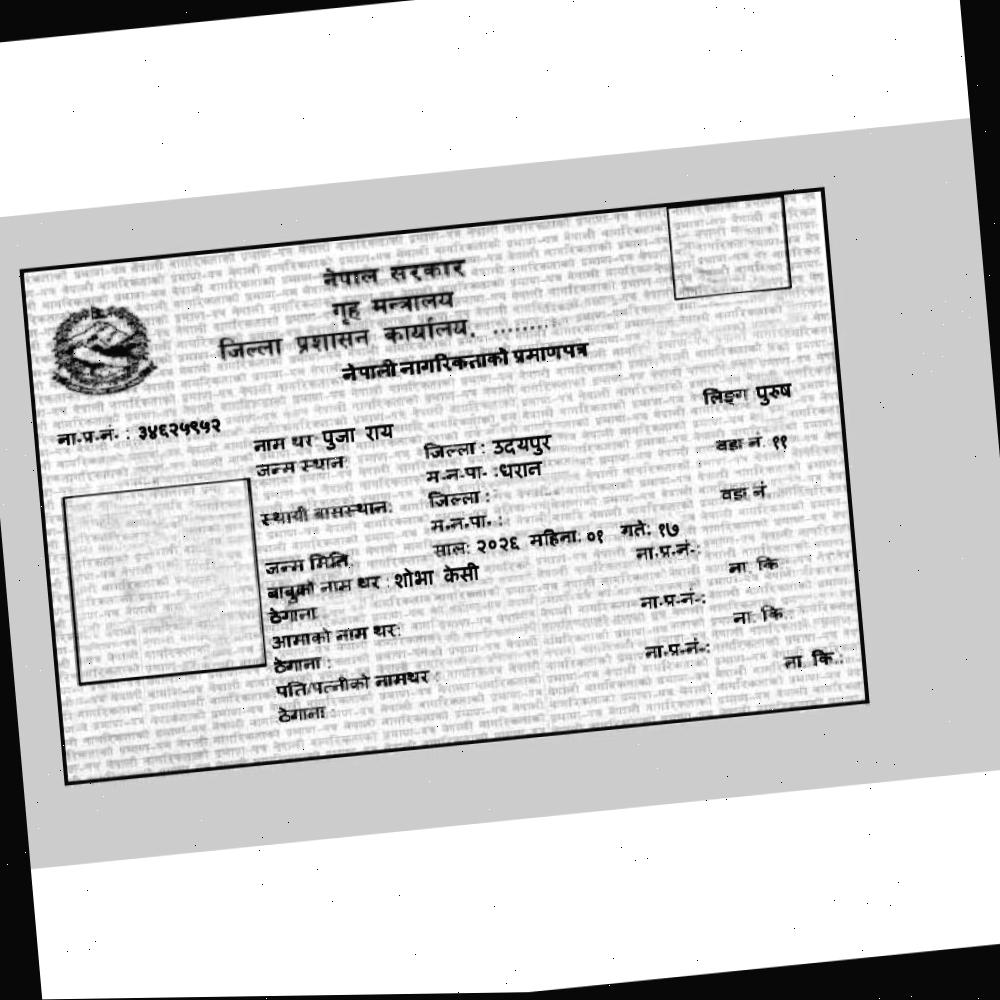 नेपाल सरकार
गृह मन्त्रालय
जिल्ला प्रशासन कार्यालय, .........
नेपाली नागरिकताको प्रमाणपत्र
ना.प्र.नं. : ३४६२५९५२
लिङ्ग पुरुष
नाम थर पुजा राय
जन्म स्थान: जिल्ला : उदयपुर वडा नं. ११
म.न.पा. : धरान
स्थायी बासस्थान: जिल्ला : वडा नं.
म.न.पा. :
जन्म मिति साल: २०२६ महिना: ०१ गते: १७
बाबुको नाम थर : शोभा केसी ना.प्र.नं.:
ठेगाना ना. कि
आमाको नाम थर: ना.प्र.नं.:
ठेगाना : ना. कि.
पति/पत्नीको नामथर : ना.प्र.नं.:
ठेगाना ना. कि.: